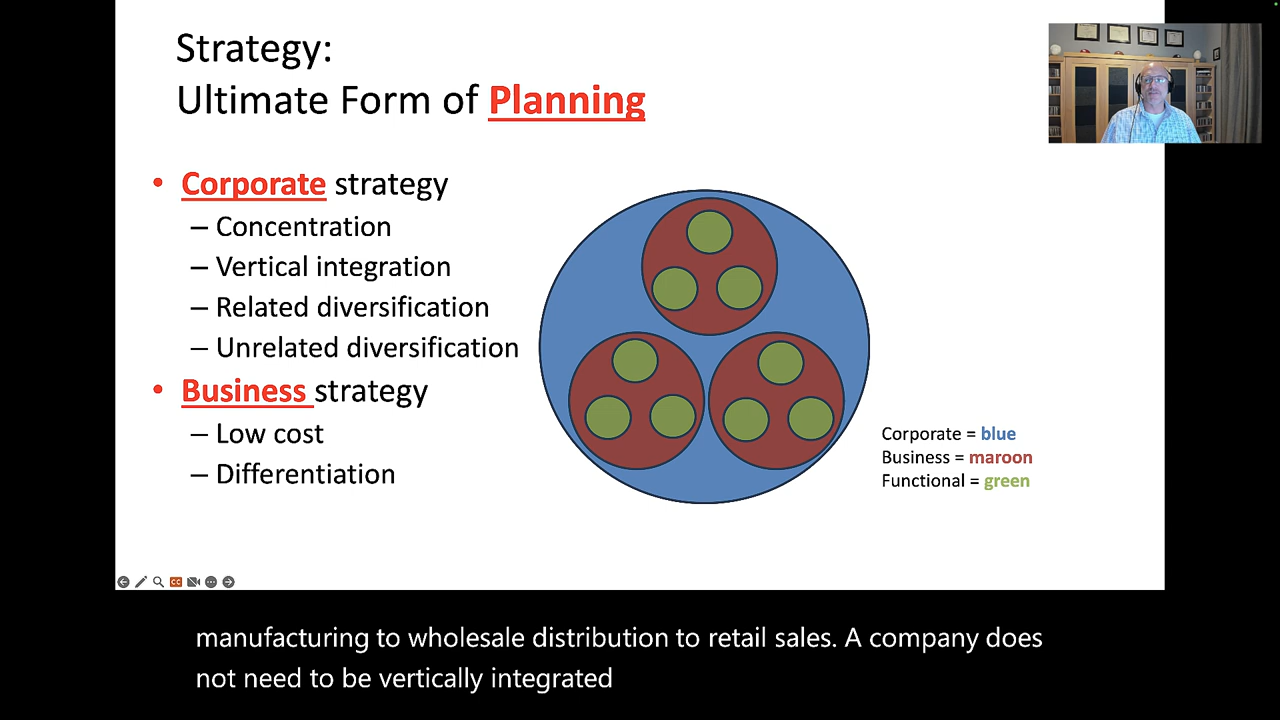 Strategy:
Ultimate Form of Planning
• Corporate strategy
– Concentration
– Vertical integration
– Related diversification
– Unrelated diversification
• Business strategy
– Low cost
– Differentiation
Corporate = blue
Business = maroon
Functional = green
CC
manufacturing to wholesale distribution to retail sales. A company does
not need to be vertically integrated